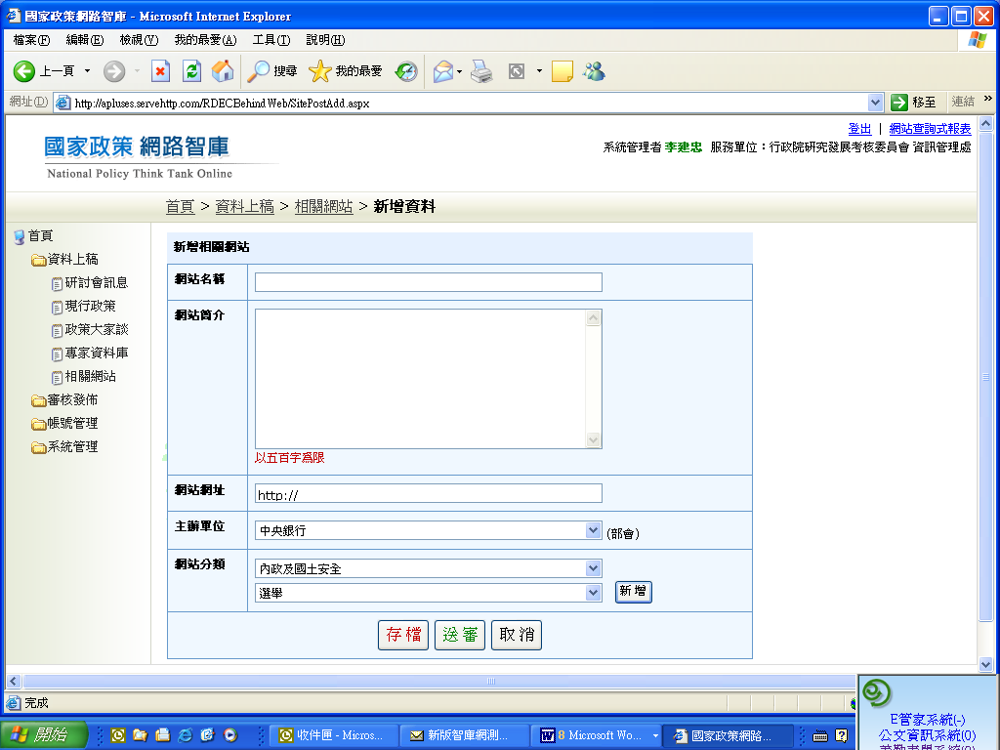 國家政策網路智庫 - Microsoft Internet Explorer
檔案(F) 編輯(E) 檢視(V) 我的最愛(A) 工具(T) 說明(H)
上一頁 搜尋 我的最愛
網址(D) http://apluses.servehttp.com/RDECBehindWeb/SitePostAdd.aspx 移至 連結 »
登出 | 網站查詢式報表
國家政策 網路智庫
National Policy Think Tank Online
系統管理者 李建忠 服務單位：行政院研究發展考核委員會 資訊管理處
首頁 > 資料上稿 > 相關網站 > 新增資料
首頁
資料上稿
研討會訊息
現行政策
政策大家談
專家資料庫
相關網站
審核發佈
帳號管理
系統管理
新增相關網站
網站名稱
網站簡介
以五百字為限
網站網址 http://
主辦單位 中央銀行 (部會)
網站分類 內政及國土安全
選舉 新 增
存 檔 送 審 取 消
完成
E管家系統(-)
公文資訊系統(0)
開始 收件匣 - Micros... 新版智庫網測... 8 Microsoft Wo... 國家政策網路...